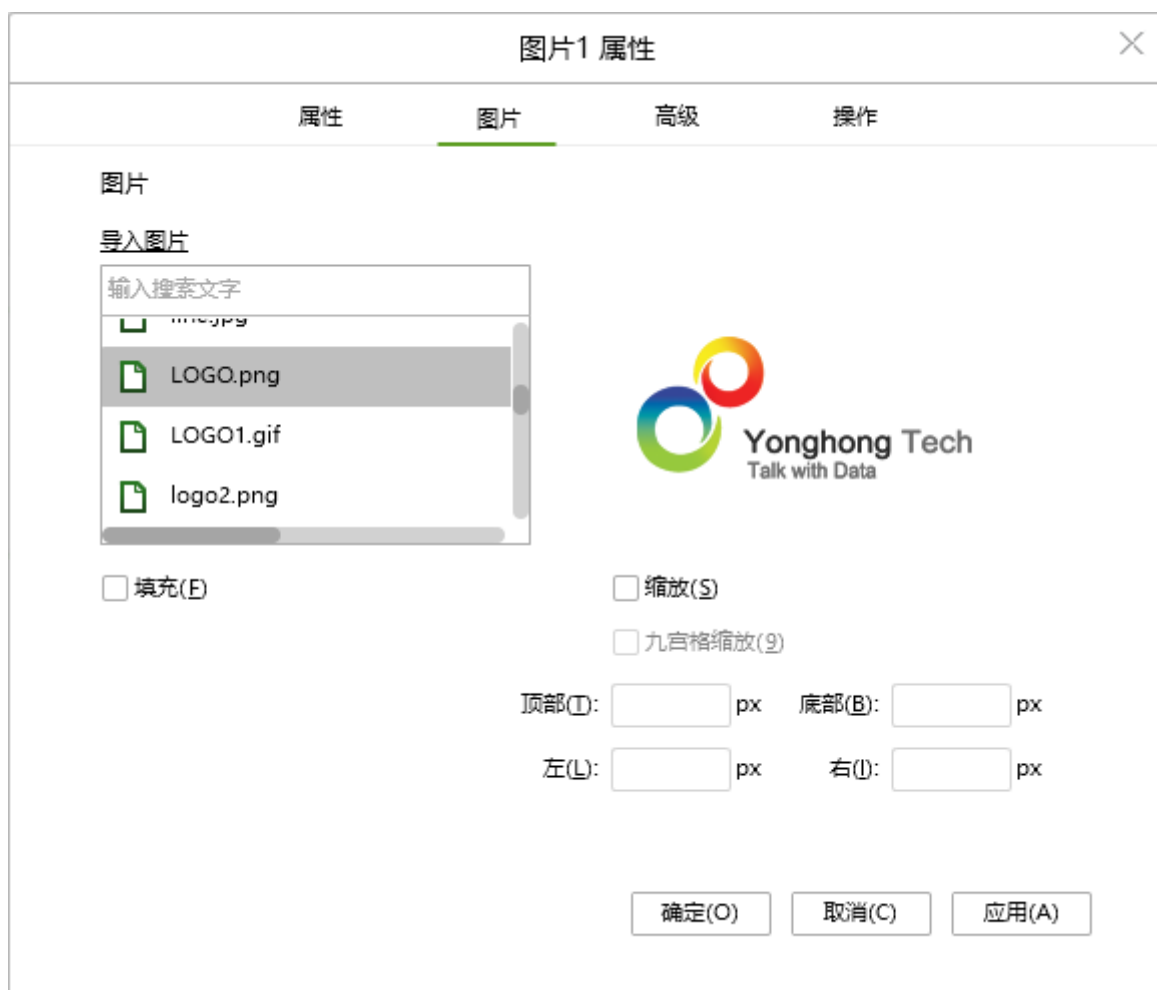 图片1 属性
属性 图片 高级 操作
图片
导入图片
输入搜索文字
line.jpg
LOGO.png
LOGO1.gif
logo2.png
Yonghong Tech
Talk with Data
填充(F) 缩放(S)
九宫格缩放(9)
顶部(T): px 底部(B): px
左(L): px 右(I): px
确定(O) 取消(C) 应用(A)